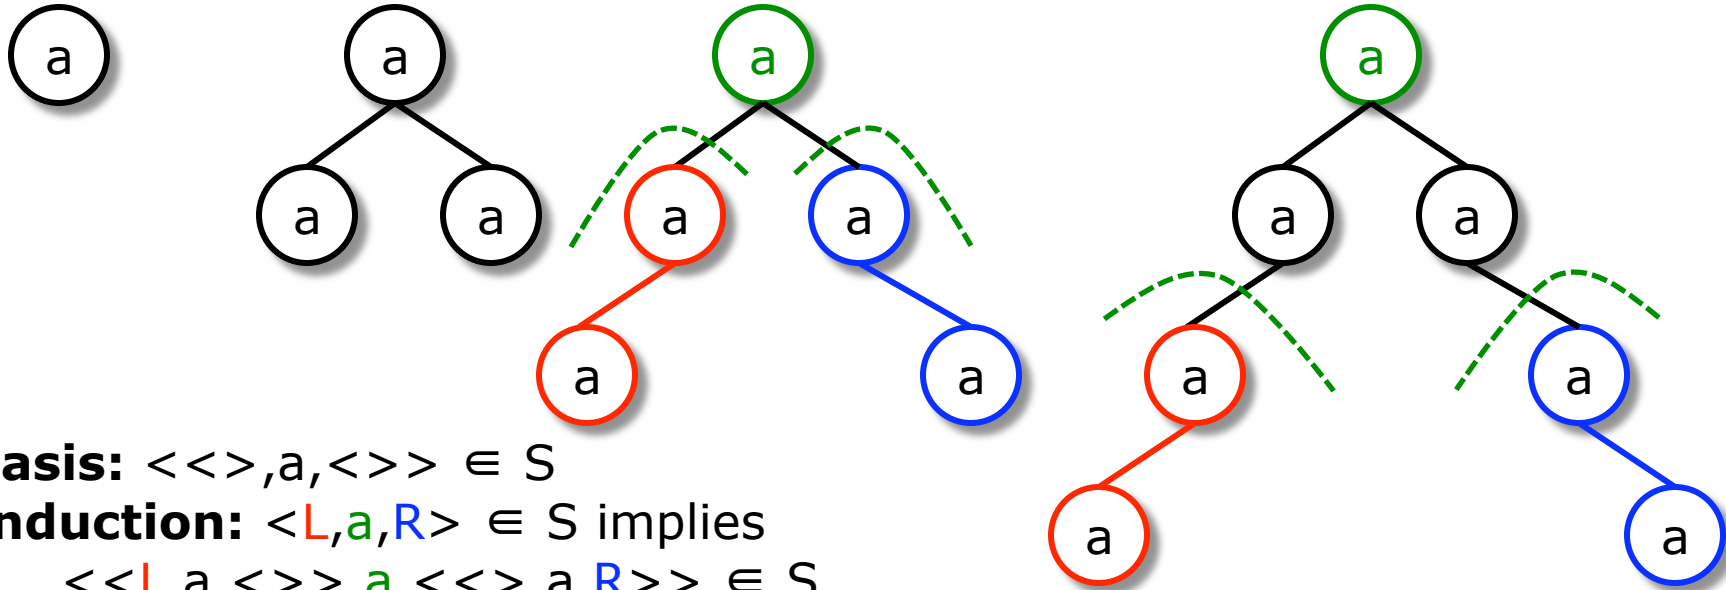 a a a a
a a a a a a
a a a a
asis: <<>,a,<>> ∈ S
nduction: <L,a,R> ∈ S implies
a a
<<L,a,<>>,a,<<>,a,R>> ∈ S